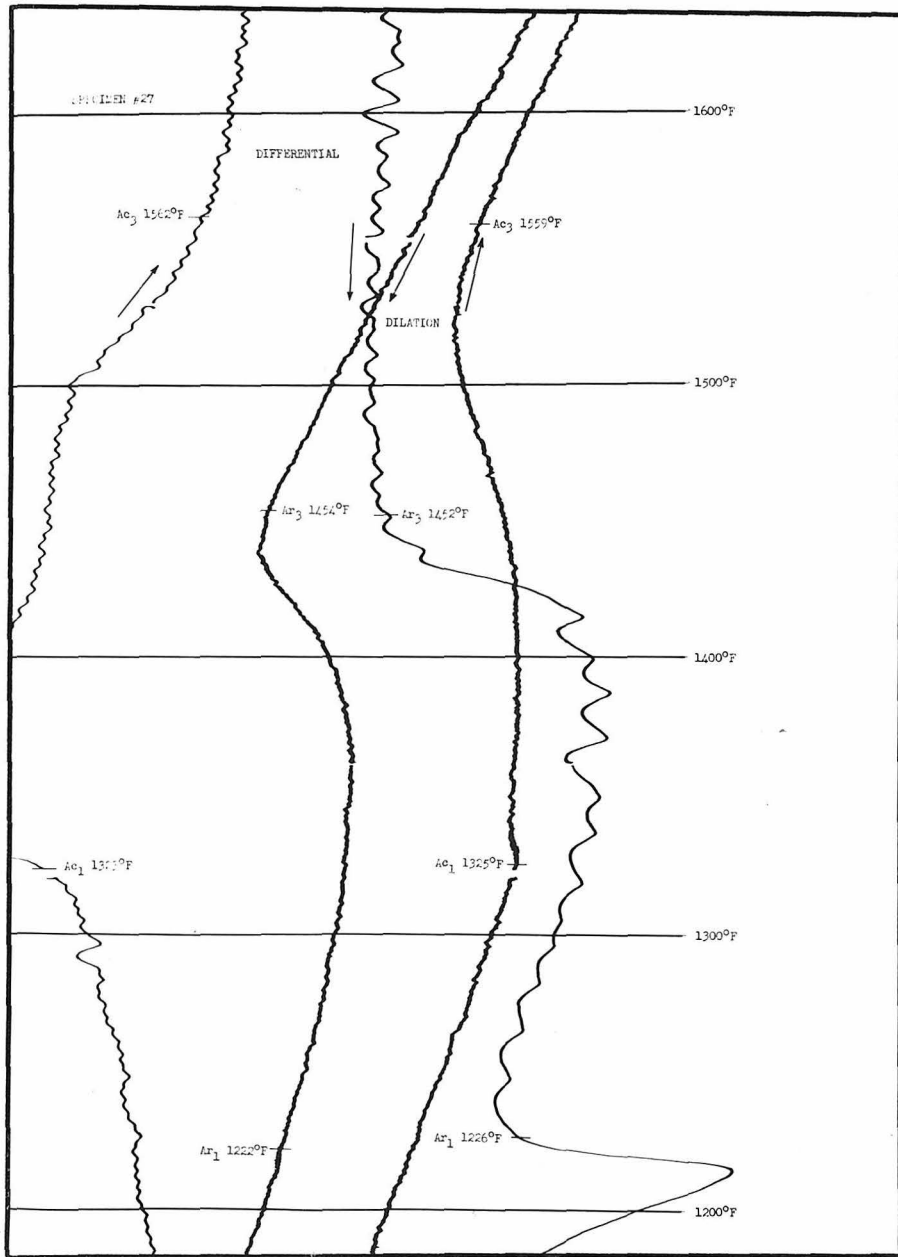 SPECIMEN #27
1600°F
DIFFERENTIAL
Ac3 1562°F
Ac3 1559°F
DILATION
1500°F
Ar3 1454°F
Ar3 1452°F
1400°F
Ac1
Ac1 1325°F
1300°F
Ar1 1222°F
Ar1 1226°F
1200°F